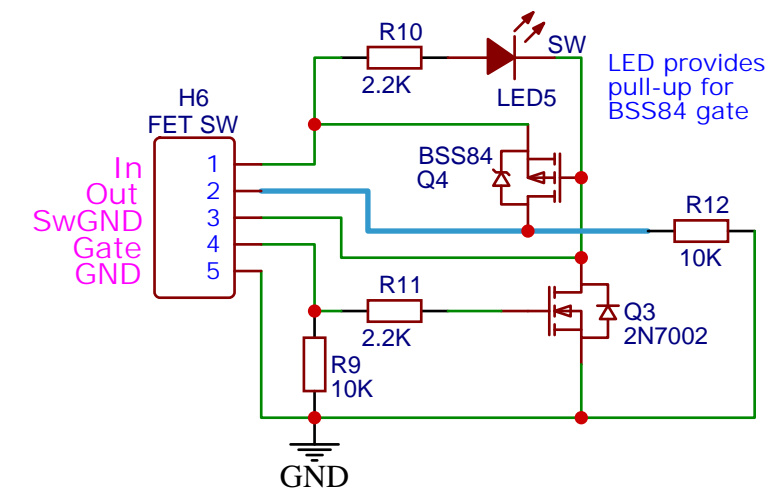 R10
2.2K
SW
LED5
LED provides
pull-up for
BSS84 gate
H6
FET SW
In 1
Out 2
SwGND 3
Gate 4
GND 5
BSS84
Q4
R12
10K
R11
2.2K
Q3
2N7002
R9
10K
GND